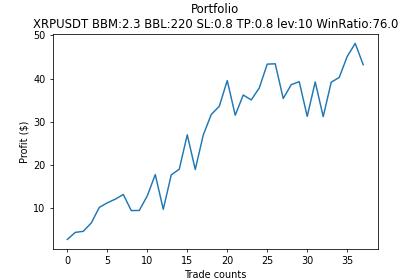 Portfolio
XRPUSDT BBM:2.3 BBL:220 SL:0.8 TP:0.8 lev:10 WinRatio:76.0
50
40
30
20
10
Profit ($)
0 5 10 15 20 25 30 35
Trade counts